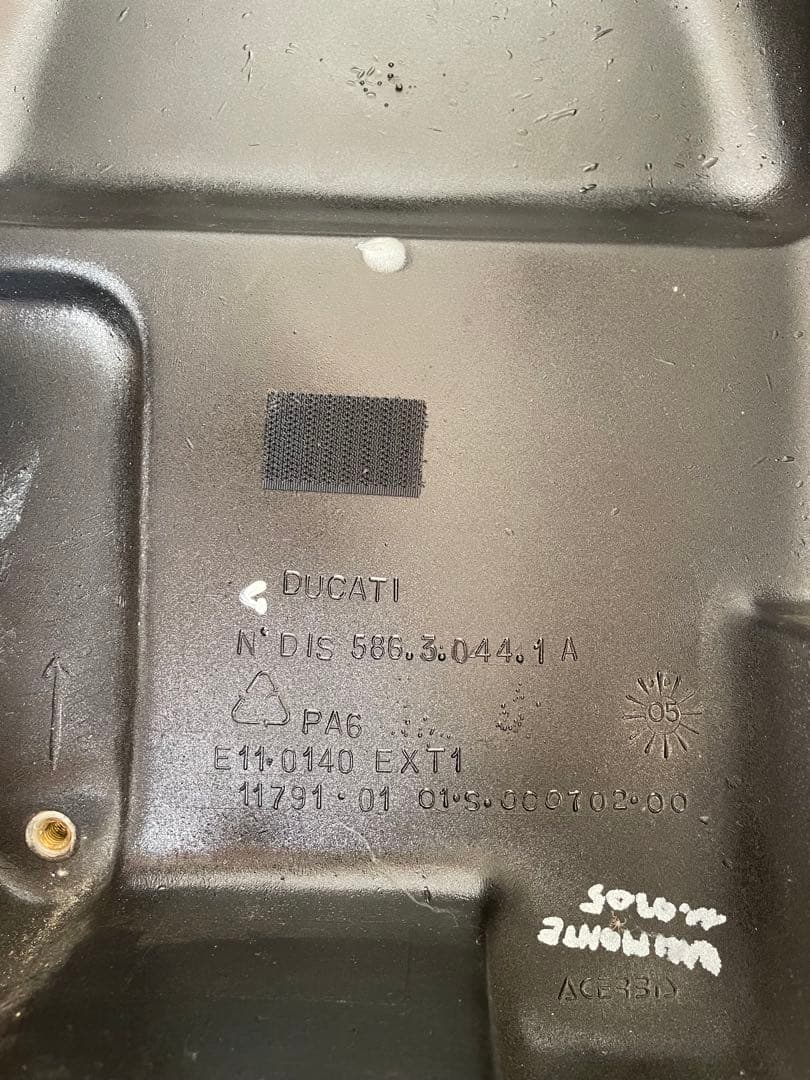 DUCATI
N° DIS 586.3.044.1 A
PA6
05
E11.0140 EXT1
11791.01 01.S.000702.00
ACERBIS